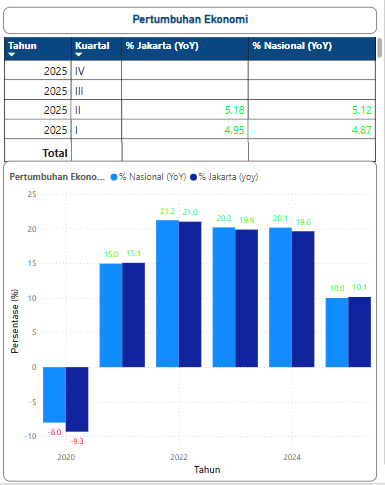 Pertumbuhan Ekonomi
Tahun Kuartal % Jakarta (YoY) % Nasional (YoY)
2025 IV
2025 III
2025 II 5.18 5.12
2025 I 4.95 4.87
Total
Pertumbuhan Ekono... % Nasional (YoY) % Jakarta (yoy)
25
20
15
10
5
0
-5
-10
Persentase (%)
-8.0 -9.3
15.0 15.1
21.2 21.0
20.2 19.9
20.1 19.6
10.0 10.1
2020 2022 2024
Tahun